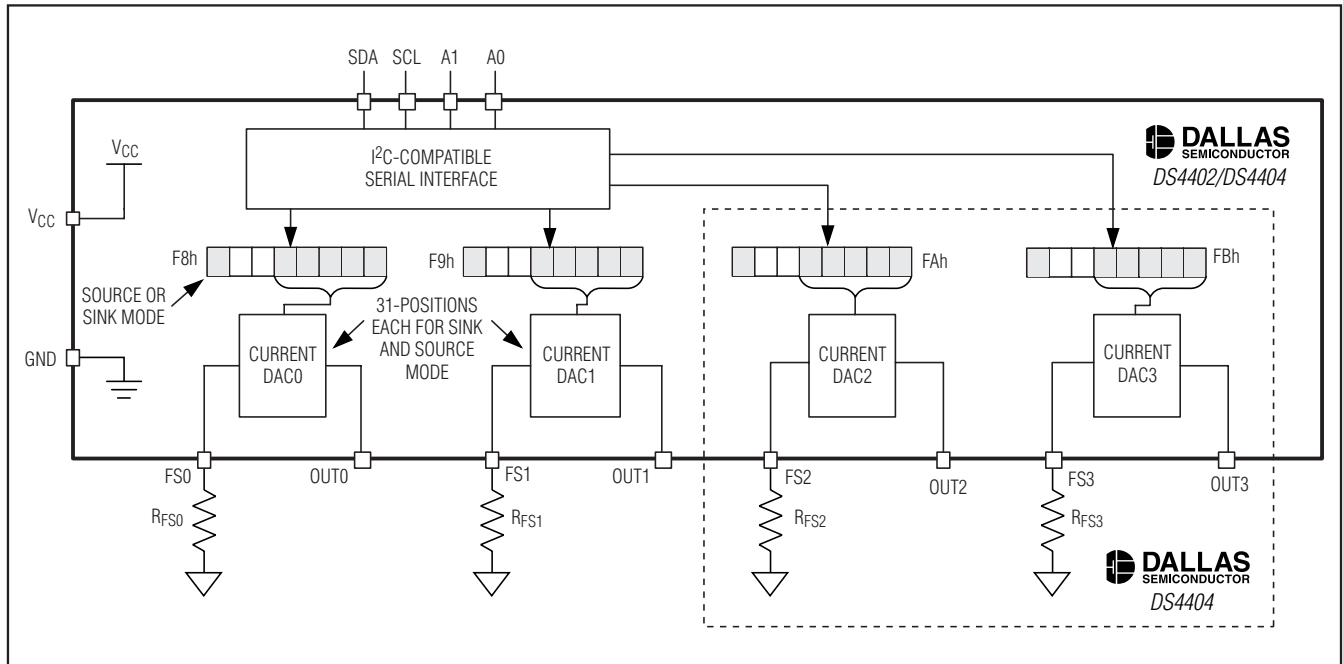 SDA SCL A1 A0
DALLAS
SEMICONDUCTOR
DS4402/DS4404
VCC
I²C-COMPATIBLE
SERIAL INTERFACE
VCC
F8h
F9h
FAh
FBh
SOURCE OR
SINK MODE
31-POSITIONS
EACH FOR SINK
AND SOURCE
MODE
GND
CURRENT
DAC0
CURRENT
DAC1
CURRENT
DAC2
CURRENT
DAC3
FS0
OUT0
FS1
OUT1
FS2
OUT2
FS3
OUT3
RFS0
RFS1
RFS2
RFS3
DALLAS
SEMICONDUCTOR
DS4404